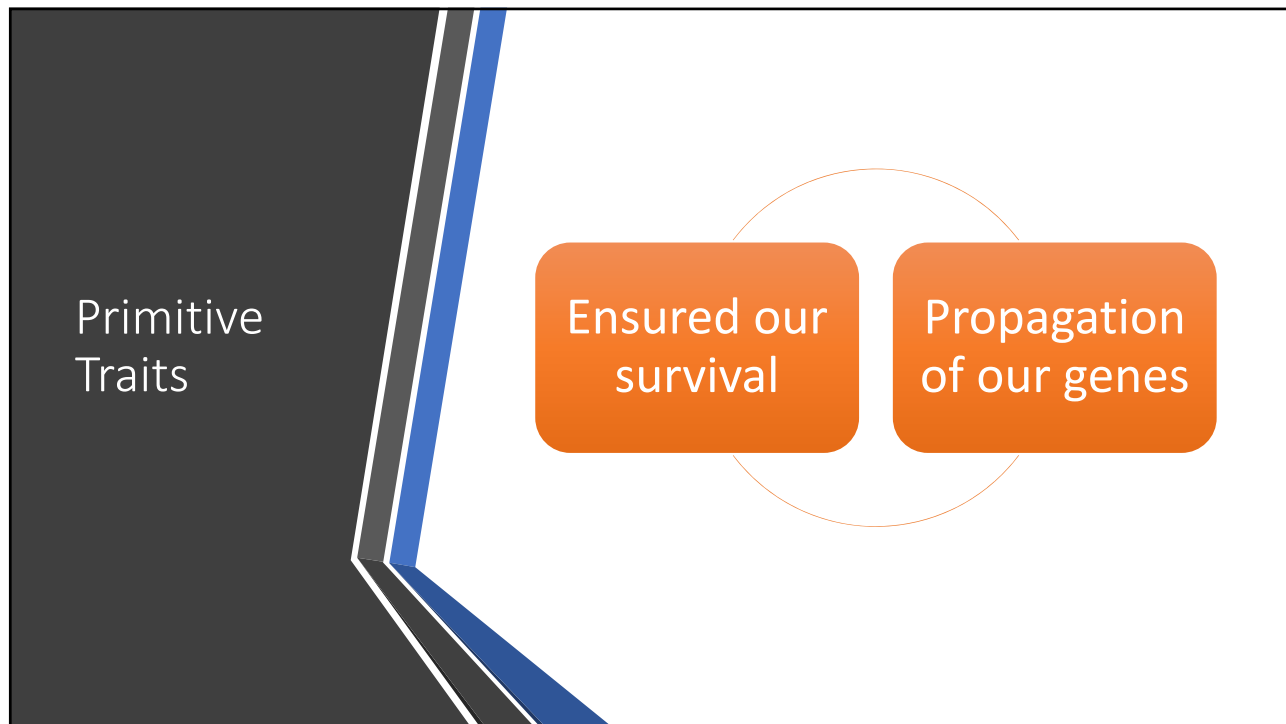 Primitive
Traits
Ensured our
survival
Propagation
of our genes